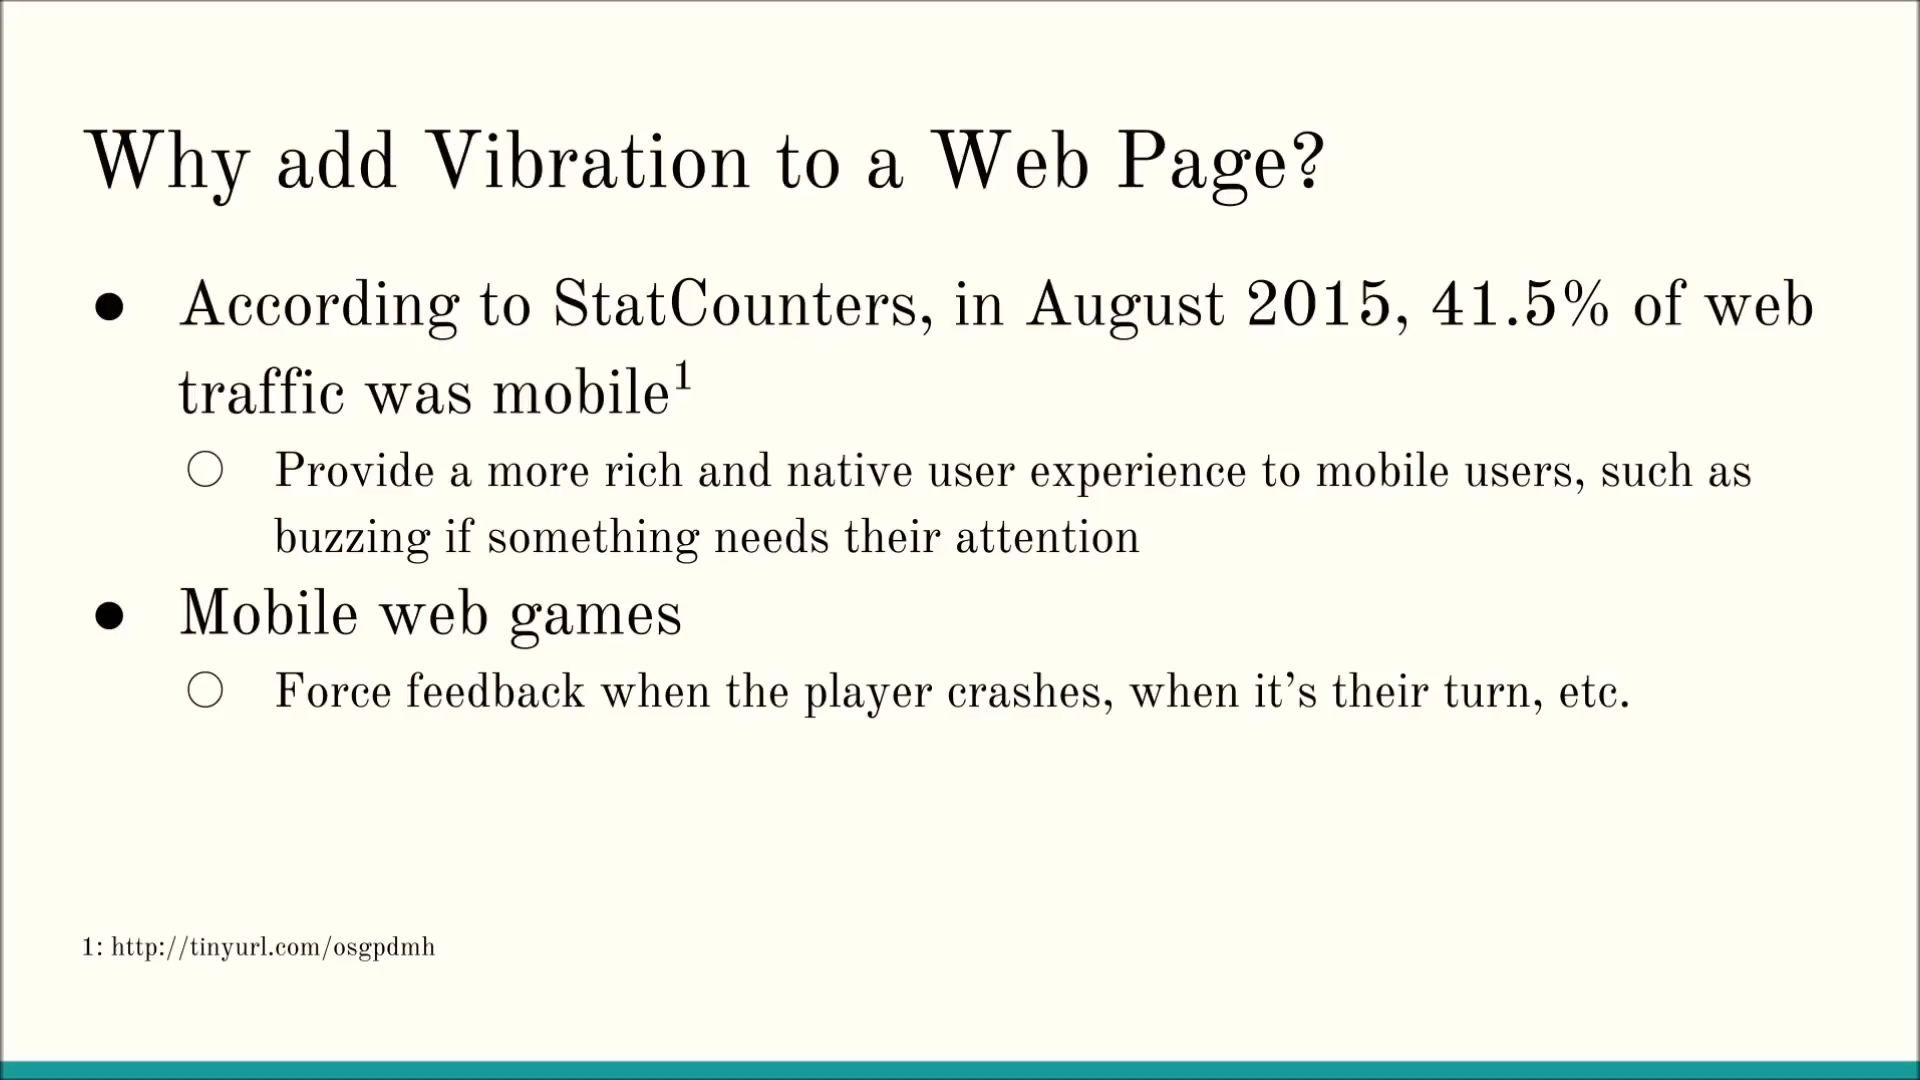 Why add Vibration to a Web Page?
● According to StatCounters, in August 2015, 41.5% of web
traffic was mobile¹
○ Provide a more rich and native user experience to mobile users, such as
buzzing if something needs their attention
● Mobile web games
○ Force feedback when the player crashes, when it’s their turn, etc.
1: http://tinyurl.com/osgpdmh